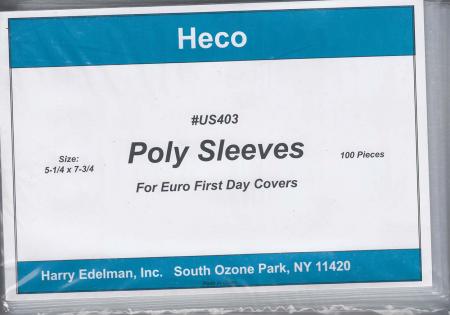 Heco
#US403
Poly Sleeves
Size:
5-1/4 x 7-3/4
100 Pieces
For Euro First Day Covers
Harry Edelman, Inc. South Ozone Park, NY 11420